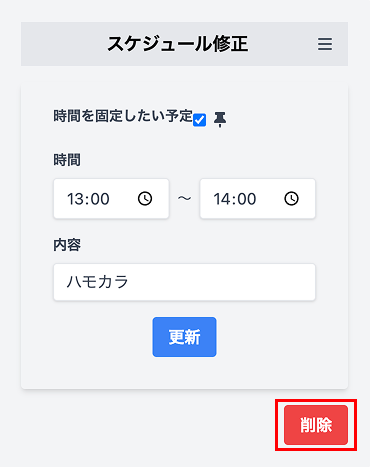 スケジュール修正
時間を固定したい予定
時間
13:00 ～ 14:00
内容
ハモカラ
更新
削除